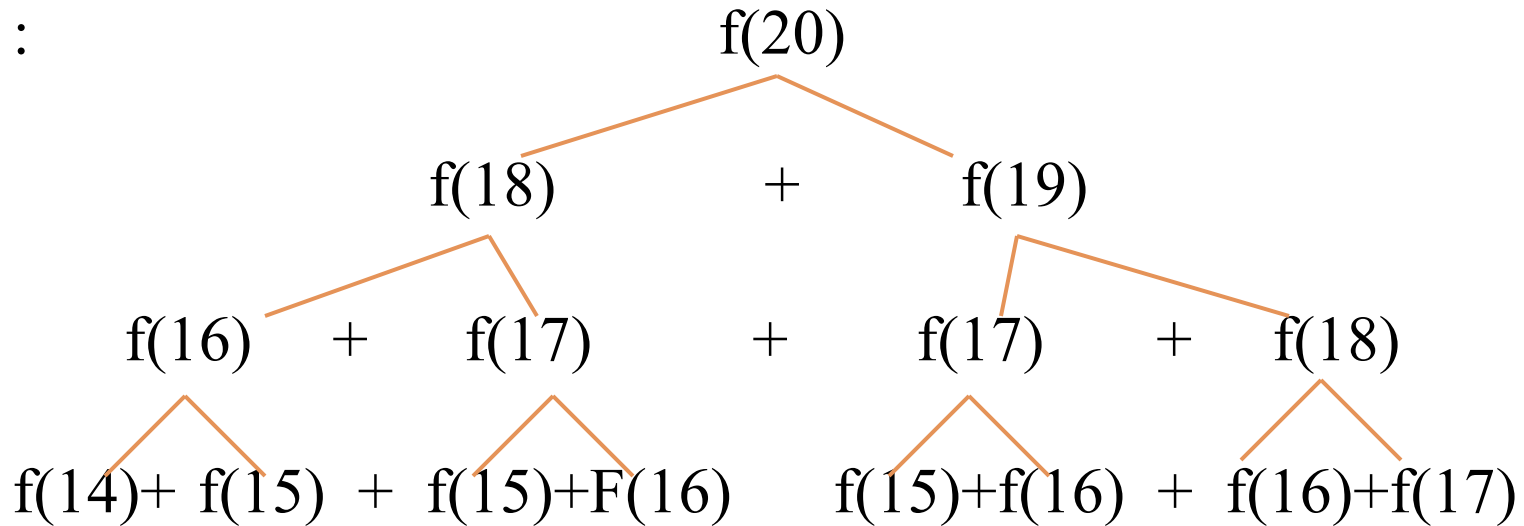 : f(20)
f(18) + f(19)
f(16) + f(17) + f(17) + f(18)
f(14)+ f(15) + f(15)+F(16) f(15)+f(16) + f(16)+f(17)